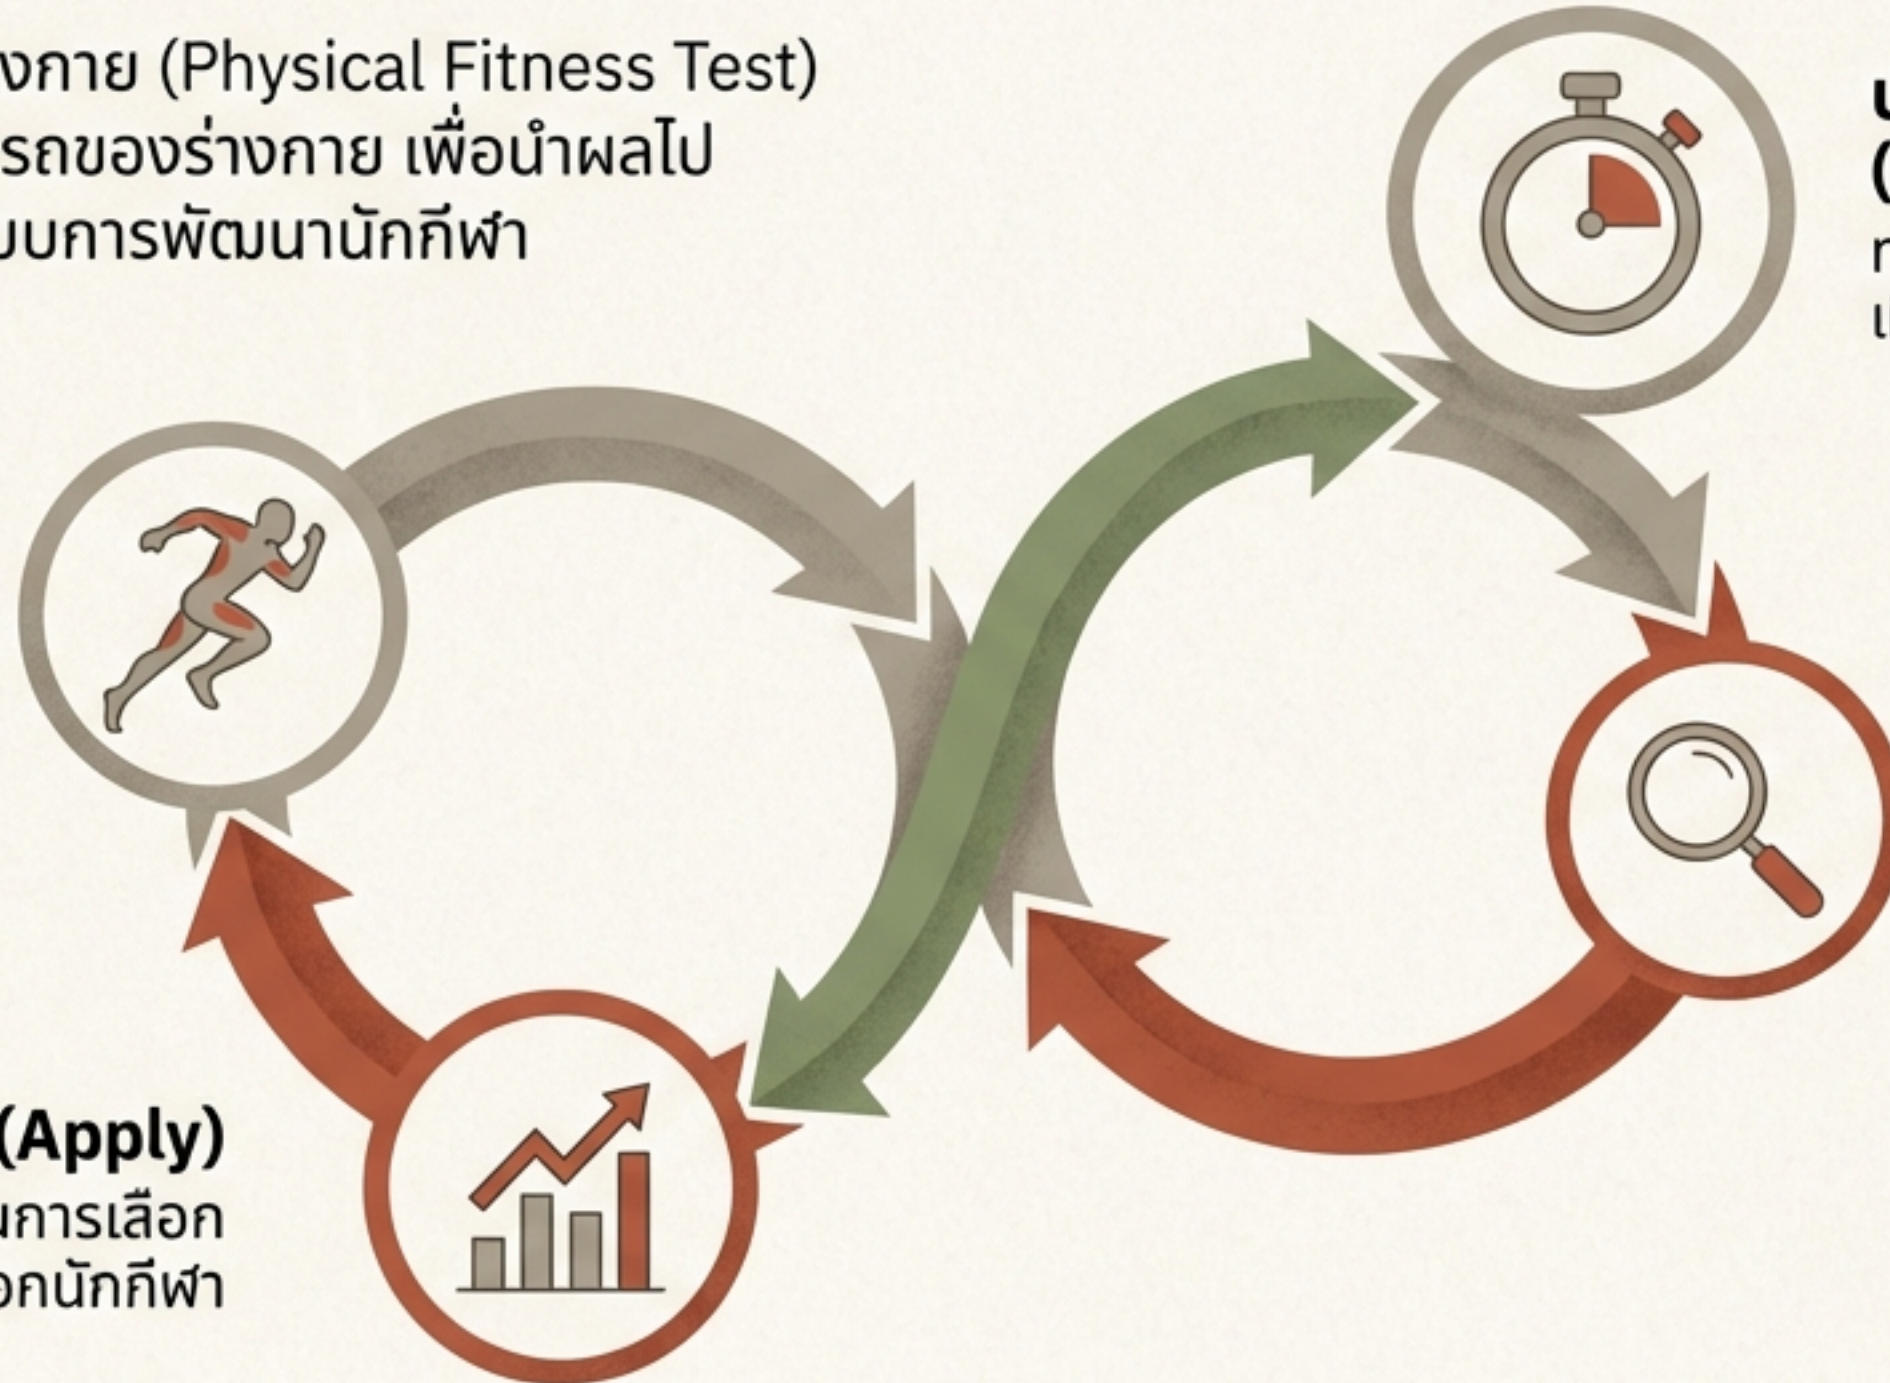 งกาย (Physical Fitness Test)
รถของร่างกาย เพื่อนำผลไป
บบการพัฒนานักกีฬา
(Apply)
นการเลือก
อกนักกีฬา